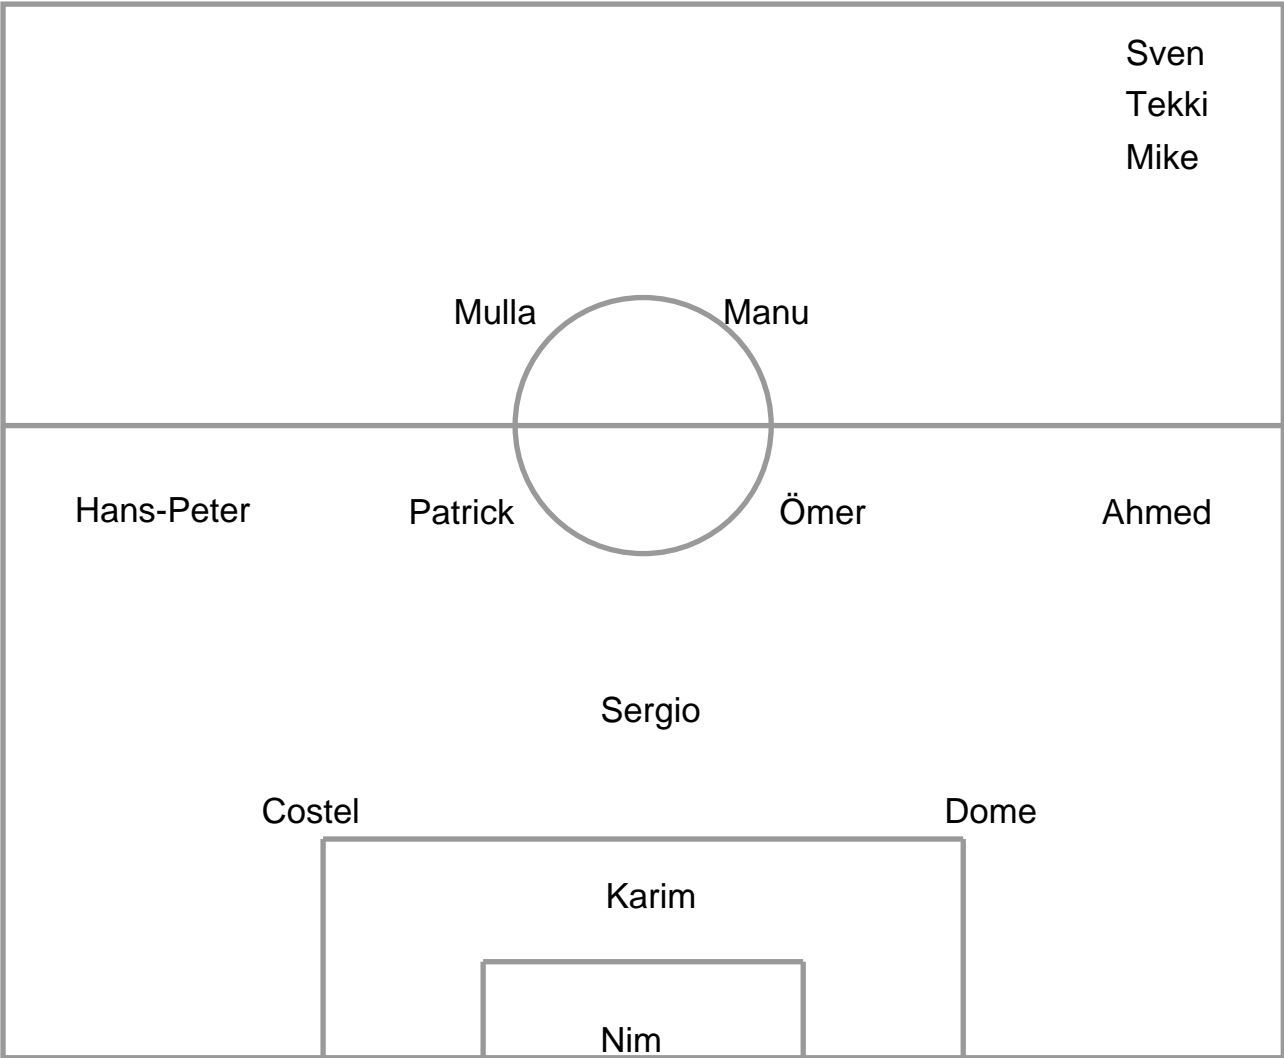 Sven
Tekki
Mike
Mulla Manu
Hans-Peter Patrick Ömer Ahmed
Sergio
Costel Dome
Karim
Nim